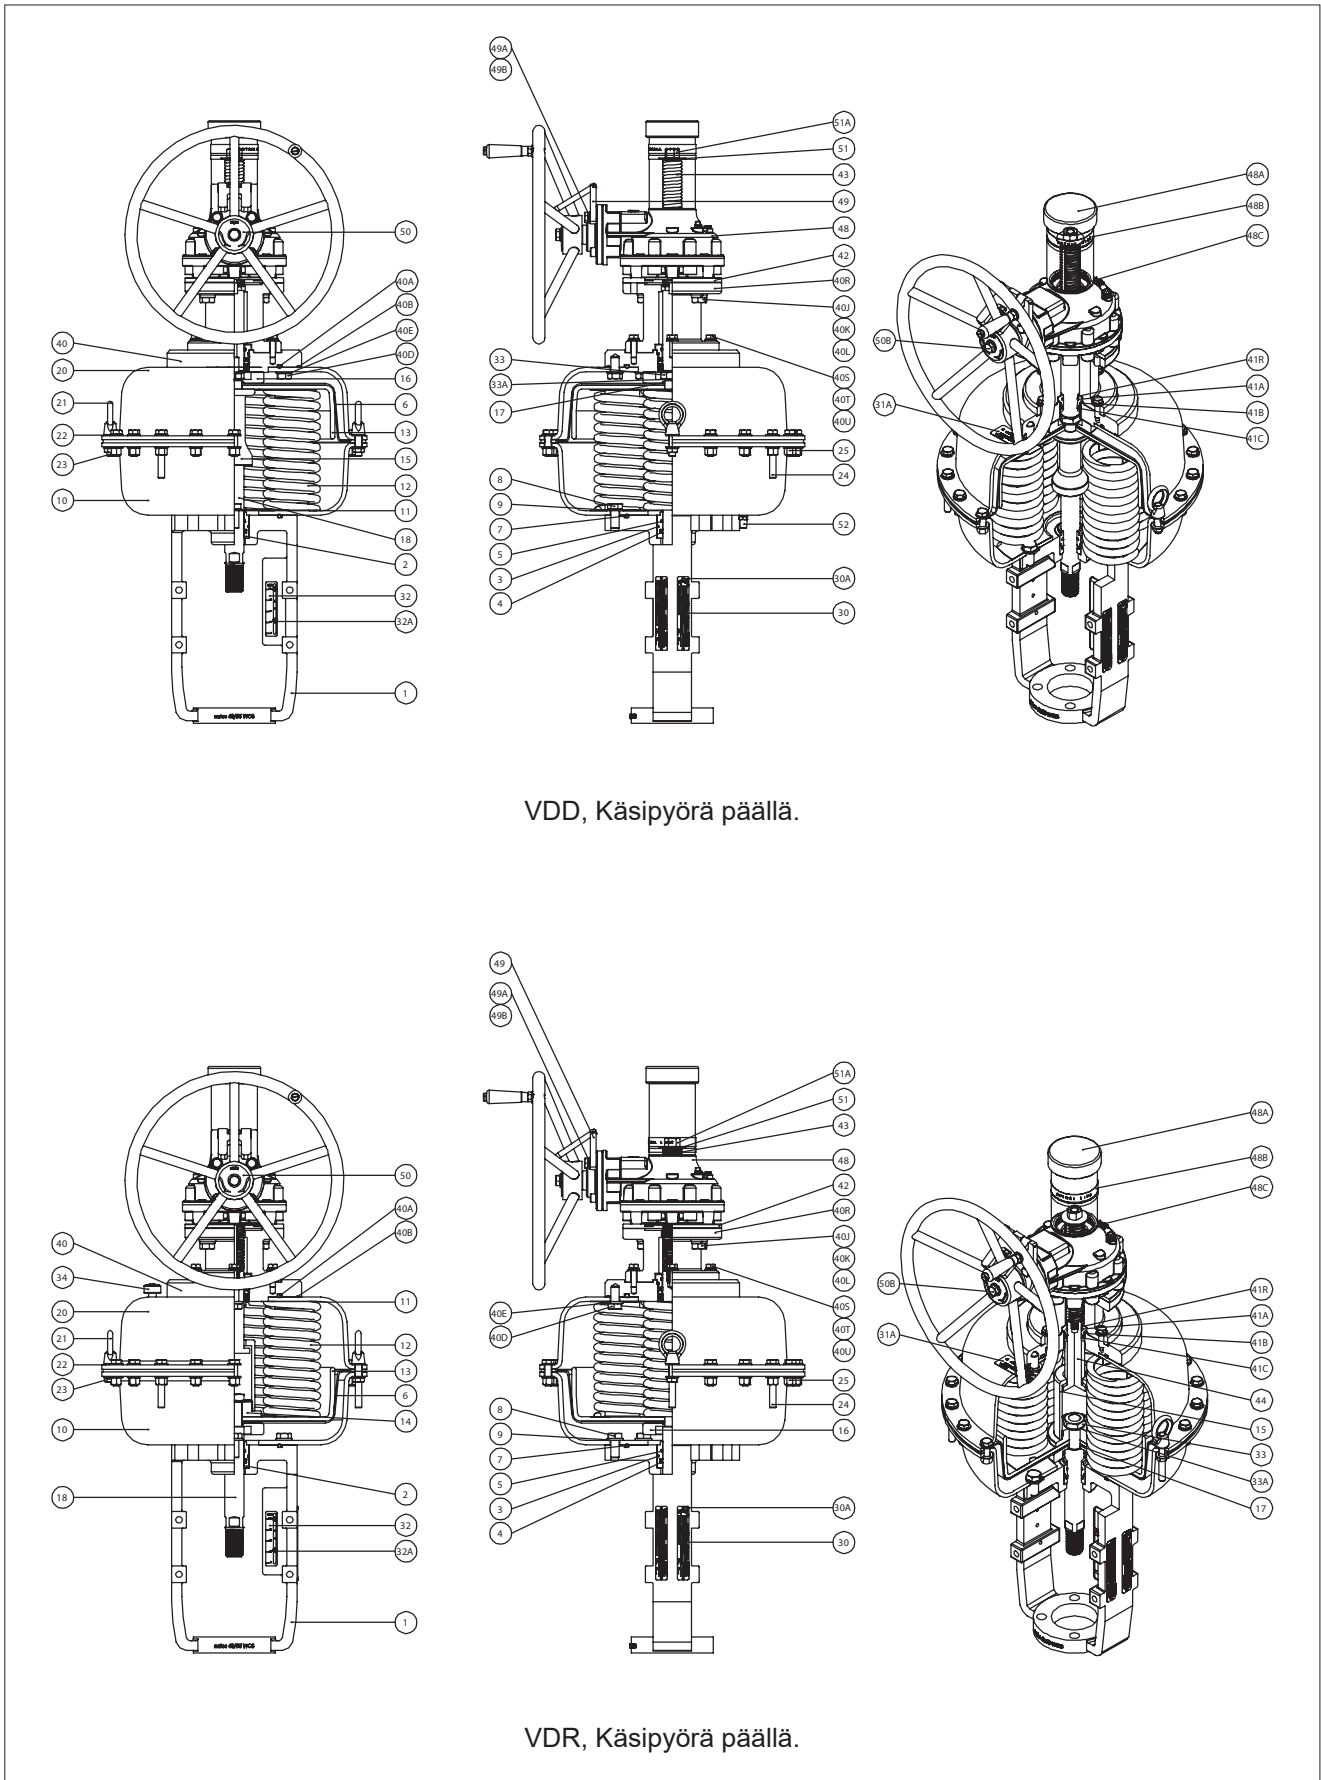 49A
49B
51A
51
43
49
48
42
40R
40J
40K
40L
40S
40T
40U
25
24
52
30A
30
50
40A
40B
40E
40D
16
6
13
15
12
11
18
2
32
32A
1
40
20
21
22
23
10
33
33A
17
8
9
7
5
3
4
48A
48B
48C
50B
31A
41R
41A
41B
41C
VDD, Käsipyörä päällä.
49
49A
49B
51A
51
43
48
42
40R
40J
40K
40L
40S
40T
40U
25
24
16
30A
30
50
40A
40B
11
12
13
6
14
2
32
32A
1
40
34
20
21
22
23
10
18
40E
40D
8
9
7
5
3
4
48A
48B
48C
50B
31A
41R
41A
41B
41C
44
15
33
33A
17
VDR, Käsipyörä päällä.